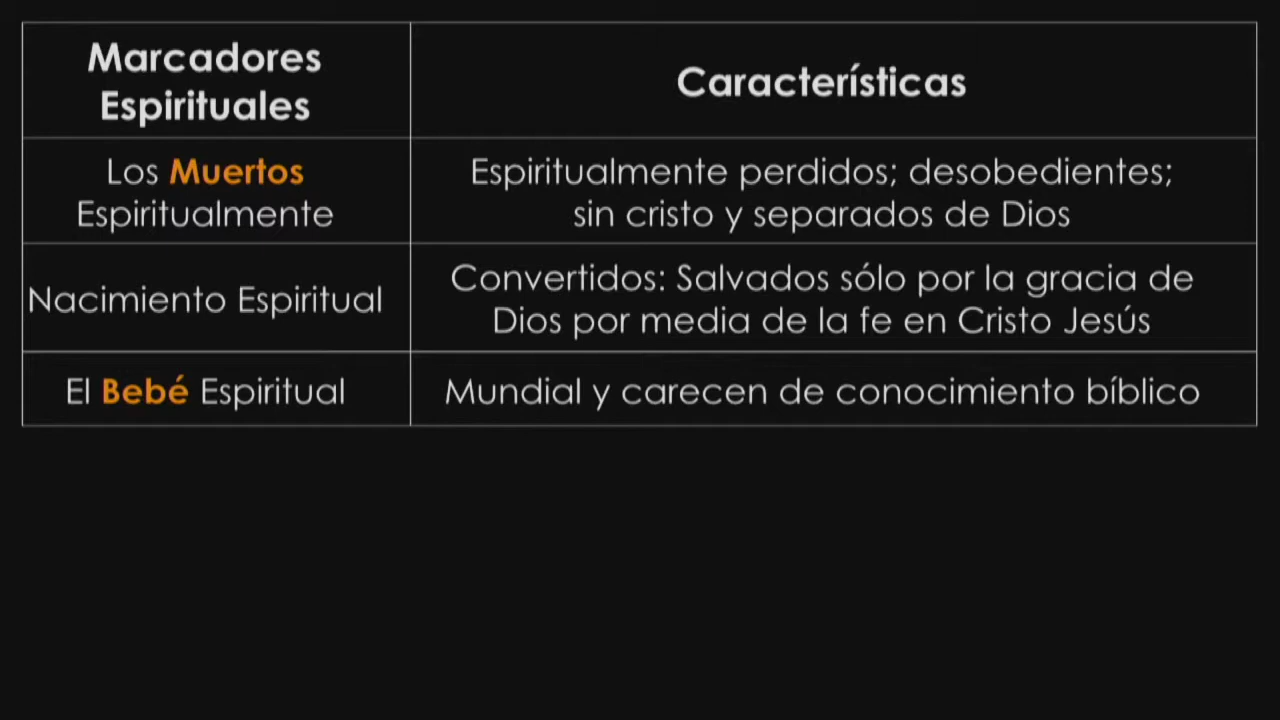 Marcadores
Espirituales
Características
Los Muertos
Espiritualmente
Espiritualmente perdidos; desobedientes;
sin cristo y separados de Dios
Nacimiento Espiritual
Convertidos: Salvados sólo por la gracia de
Dios por media de la fe en Cristo Jesús
El Bebé Espiritual
Mundial y carecen de conocimiento bíblico